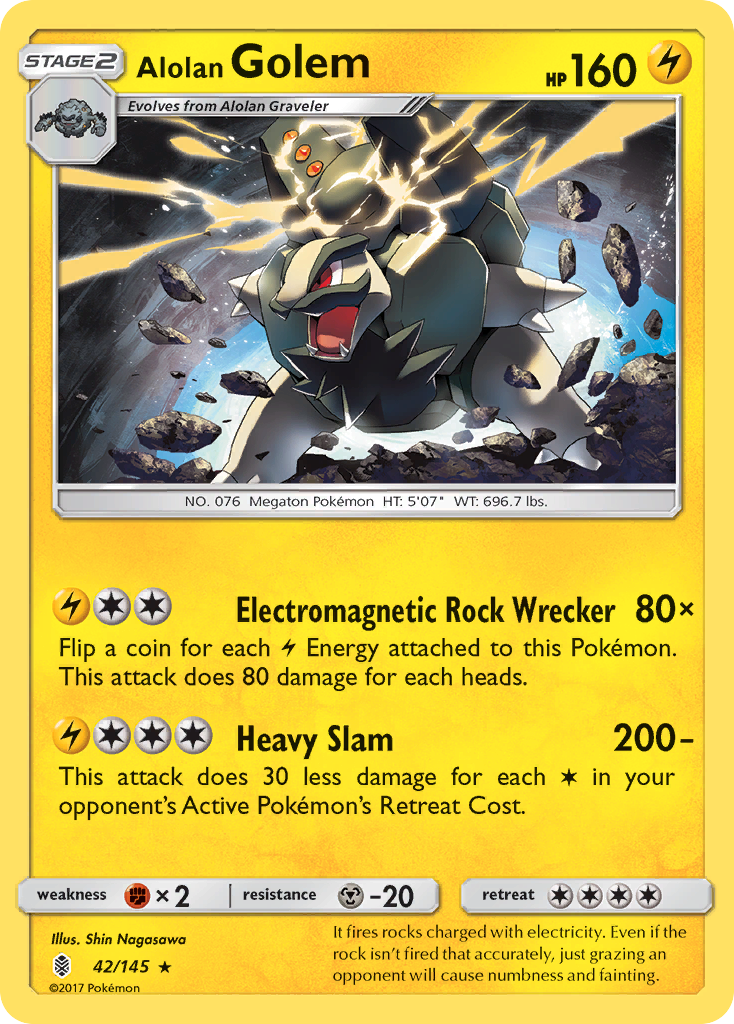 STAGE2
Alolan Golem HP 160
Evolves from Alolan Graveler
NO. 076 Megaton Pokémon HT: 5'07" WT: 696.7 lbs.
Electromagnetic Rock Wrecker 80×
Flip a coin for each Energy attached to this Pokémon.
This attack does 80 damage for each heads.
Heavy Slam 200–
This attack does 30 less damage for each in your
opponent's Active Pokémon's Retreat Cost.
weakness × 2 resistance –20 retreat
Illus. Shin Nagasawa
42/145 ★
©2017 Pokémon
It fires rocks charged with electricity. Even if the
rock isn't fired that accurately, just grazing an
opponent will cause numbness and fainting.